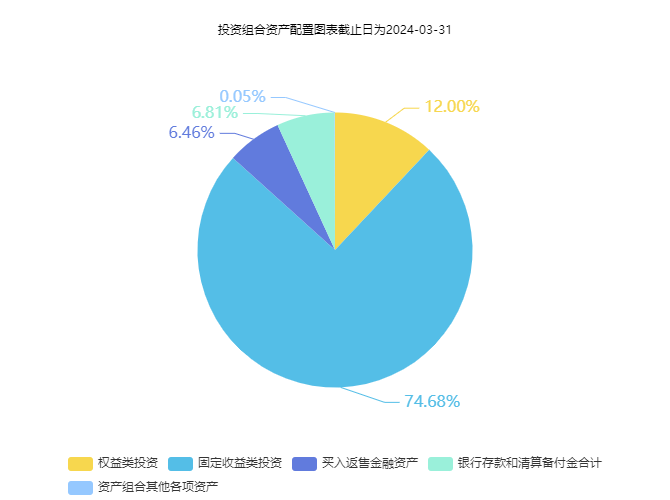 投资组合资产配置图表截止日为2024-03-31
0.05%
12.00%
6.81%
6.46%
74.68%
权益类投资 固定收益类投资 买入返售金融资产 银行存款和清算备付金合计
资产组合其他各项资产